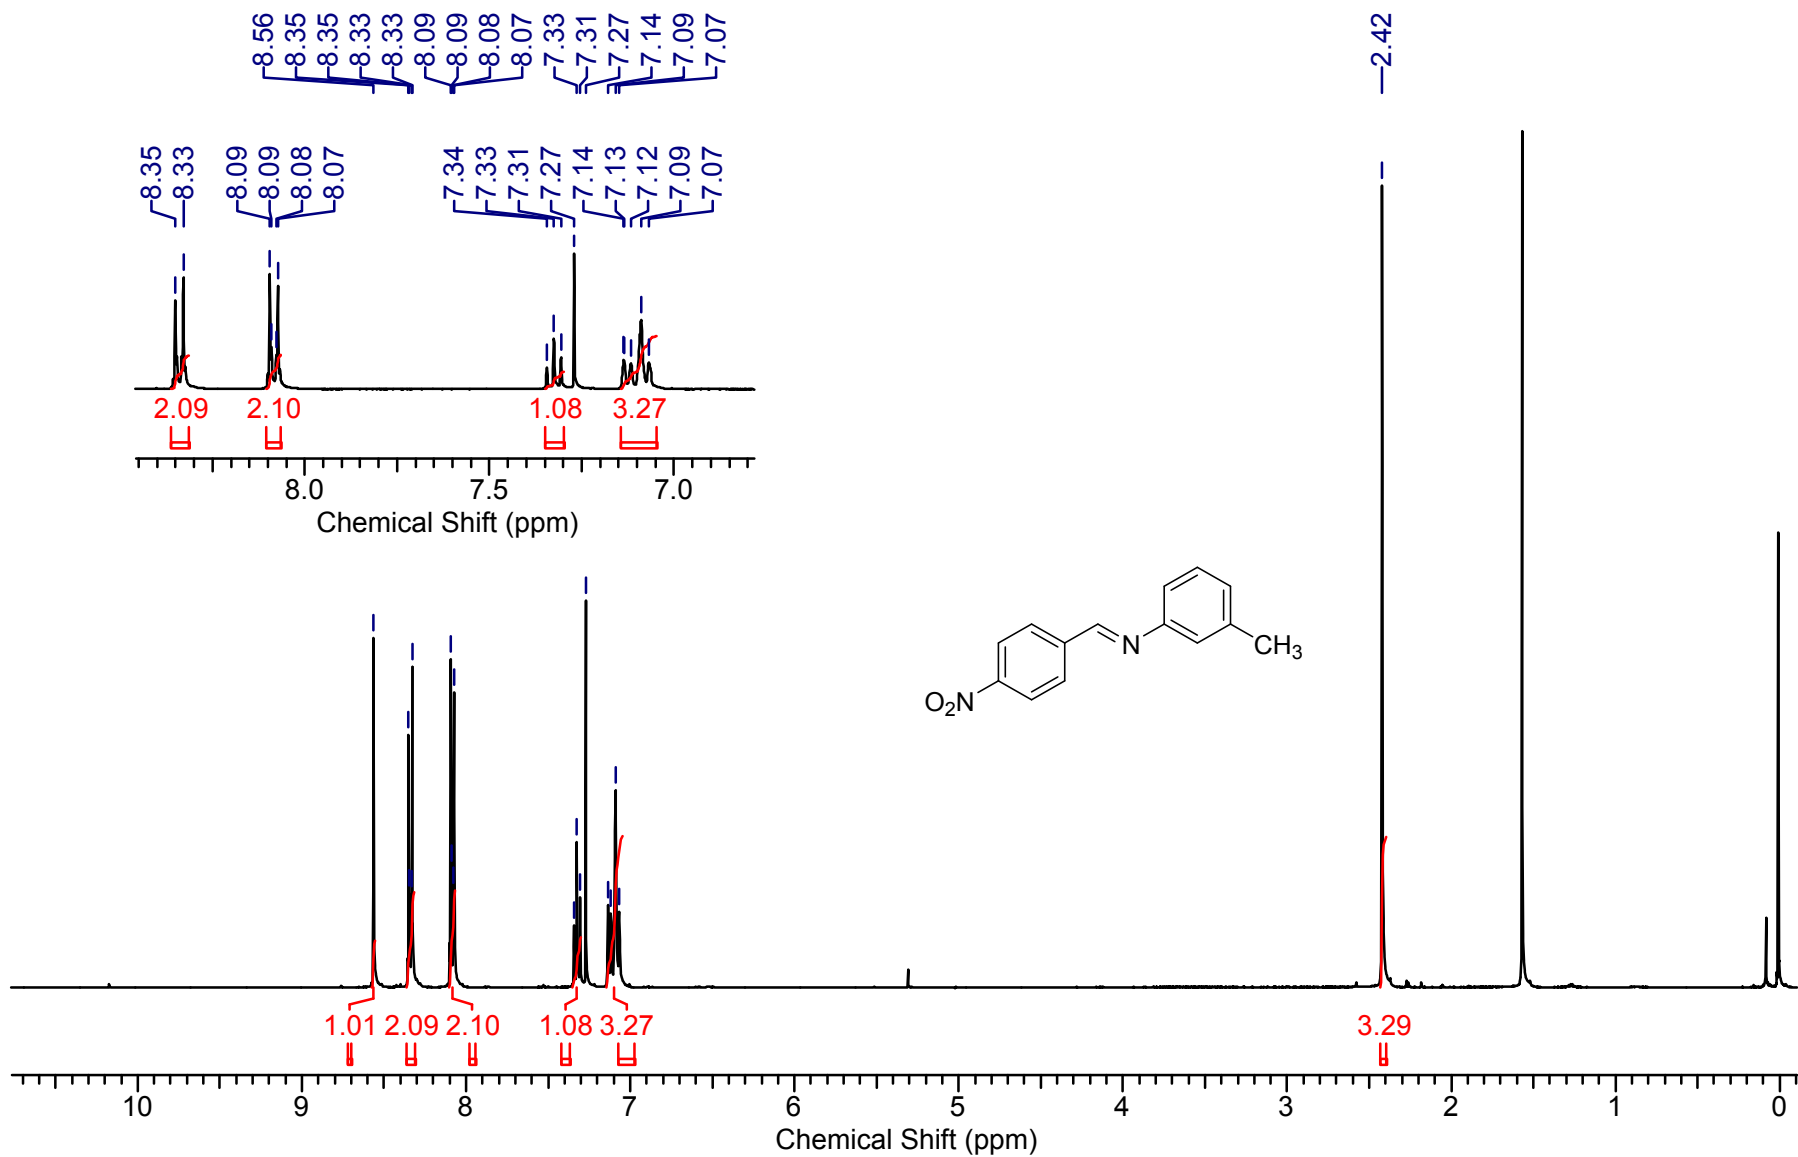 8.56 8.35 8.35 8.33 8.33 8.09 8.09 8.08 8.07 7.33 7.31 7.27 7.14 7.09 7.07
2.42
8.35 8.33 8.09 8.09 8.08 8.07 7.34 7.33 7.31 7.27 7.14 7.13 7.12 7.09 7.07
2.09 2.10 1.08 3.27
8.0 7.5 7.0
Chemical Shift (ppm)
N
CH3
O2N
1.01 2.09 2.10 1.08 3.27 3.29
10 9 8 7 6 5 4 3 2 1 0
Chemical Shift (ppm)